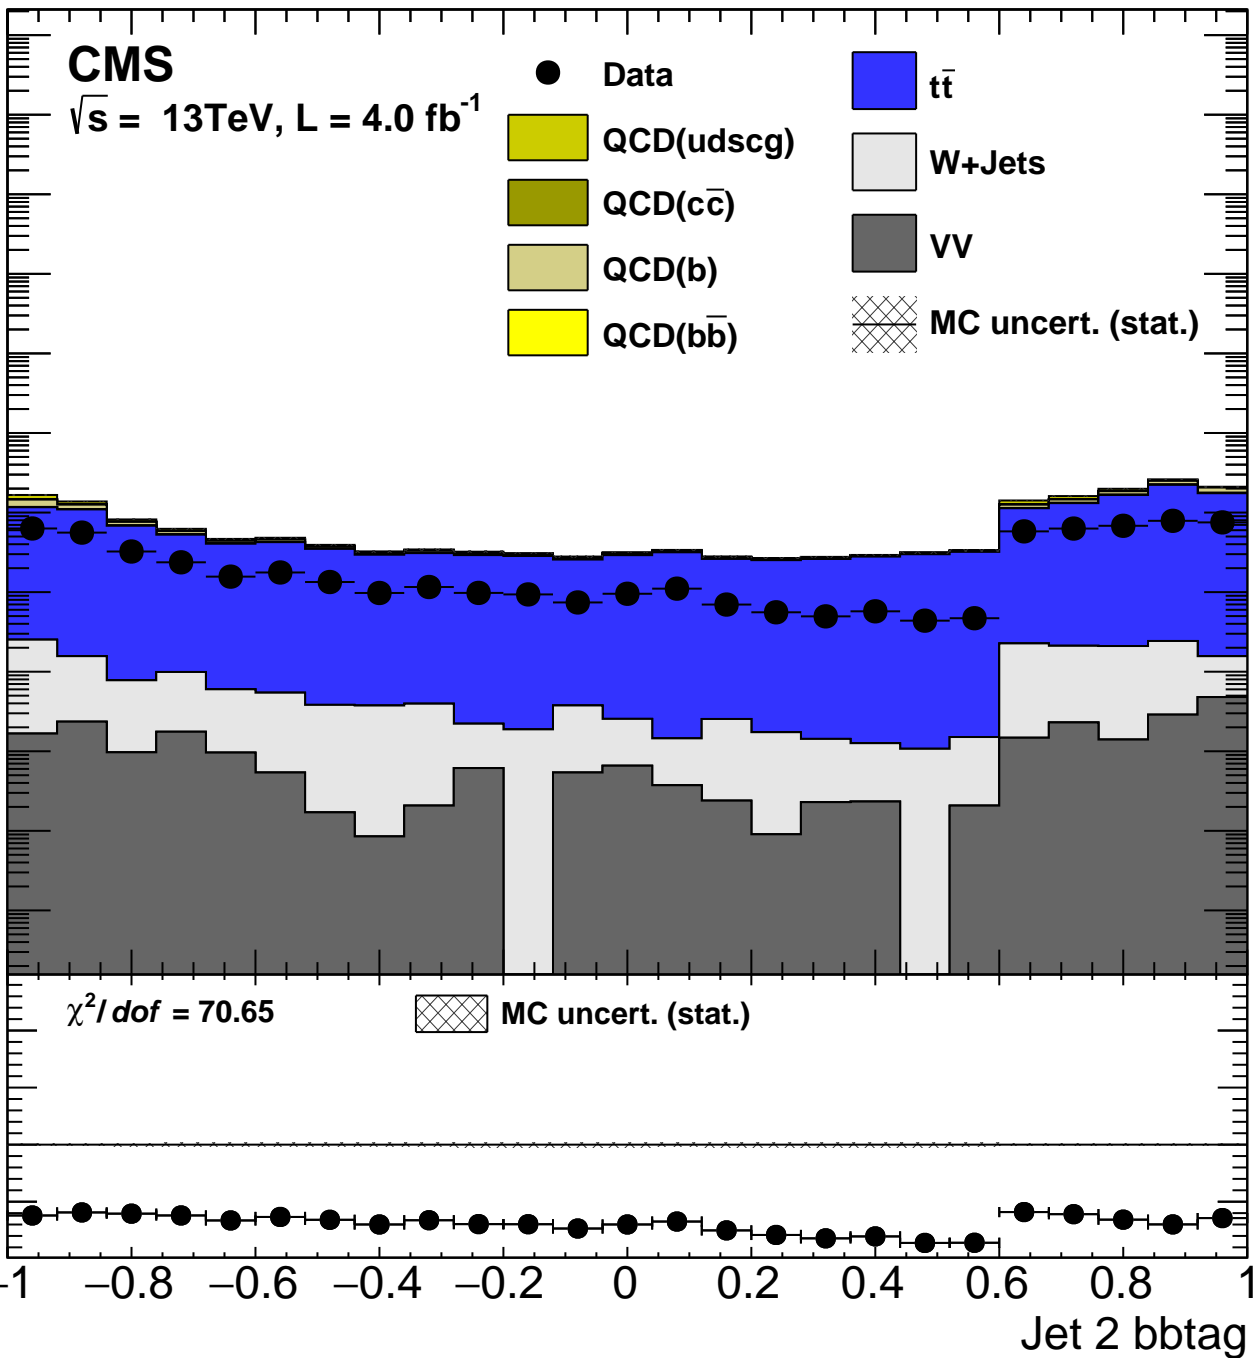 CMS
√s = 13TeV, L = 4.0 fb⁻¹
Data
QCD(udscg)
QCD(cc̅)
QCD(b)
QCD(bb̅)
tt̅
W+Jets
VV
MC uncert. (stat.)
χ²/dof = 70.65
MC uncert. (stat.)
−1 −0.8 −0.6 −0.4 −0.2 0 0.2 0.4 0.6 0.8 1
Jet 2 bbtag